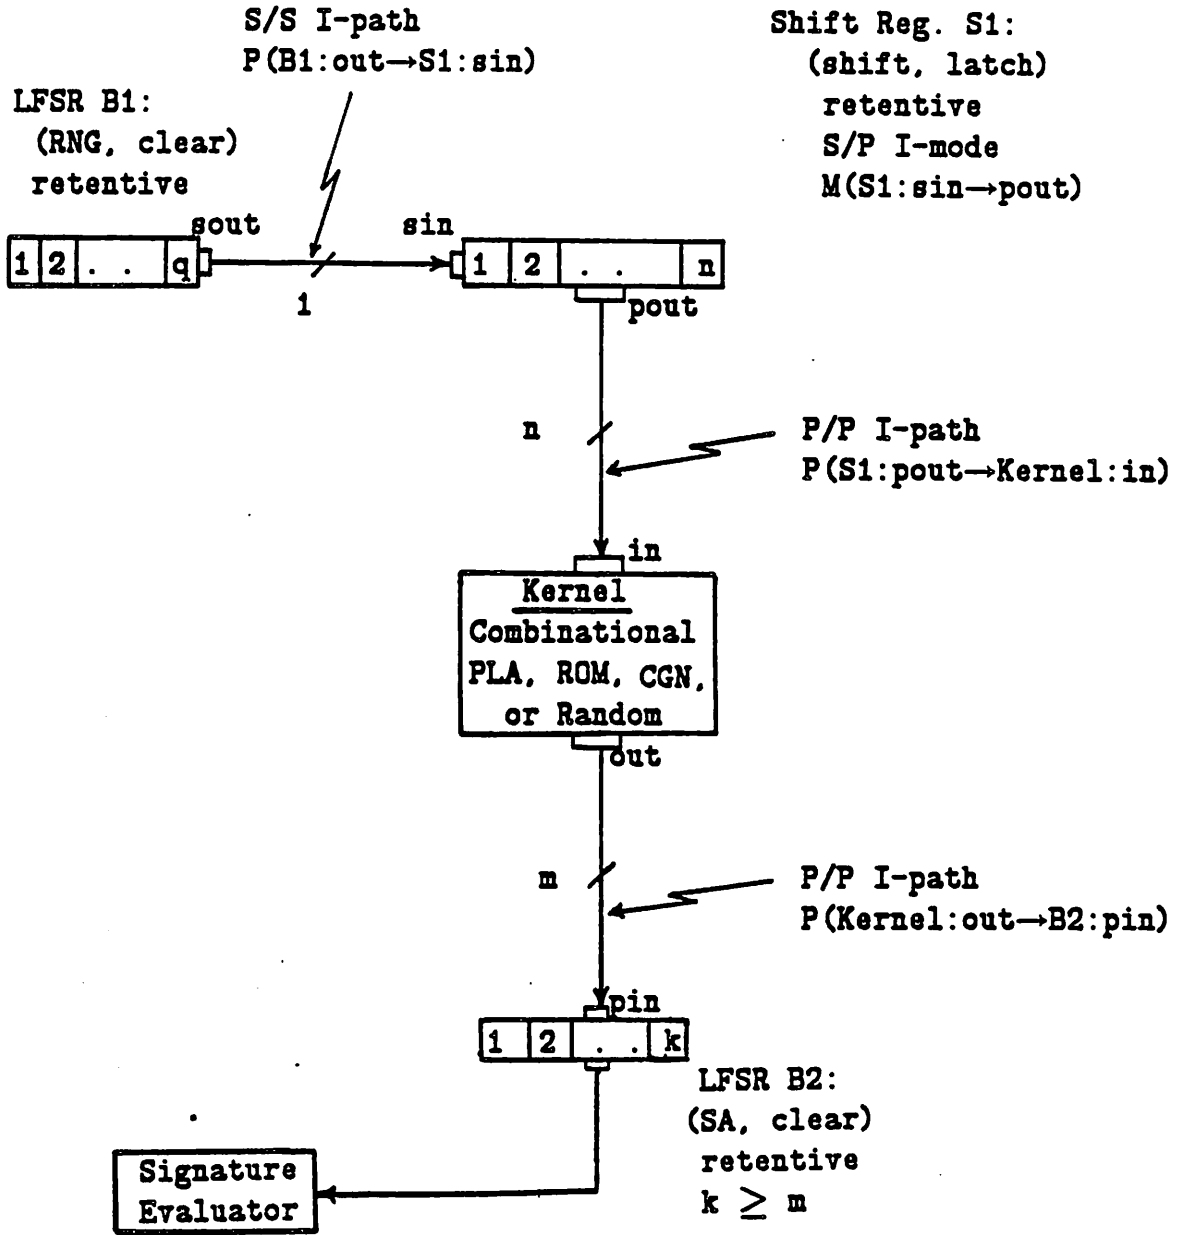 S/S I-path
P(B1:out→S1:sin)
Shift Reg. S1:
(shift, latch)
retentive
S/P I-mode
M(S1:sin→pout)
LFSR B1:
(RNG, clear)
retentive
sout
sin
1 2 . . q
1
1 2 . . n
pout
n
P/P I-path
P(S1:pout→Kernel:in)
in
Kernel
Combinational
PLA, ROM, CGN,
or Random
out
m
P/P I-path
P(Kernel:out→B2:pin)
pin
1 2 . . k
LFSR B2:
(SA, clear)
retentive
k ≥ m
Signature
Evaluator